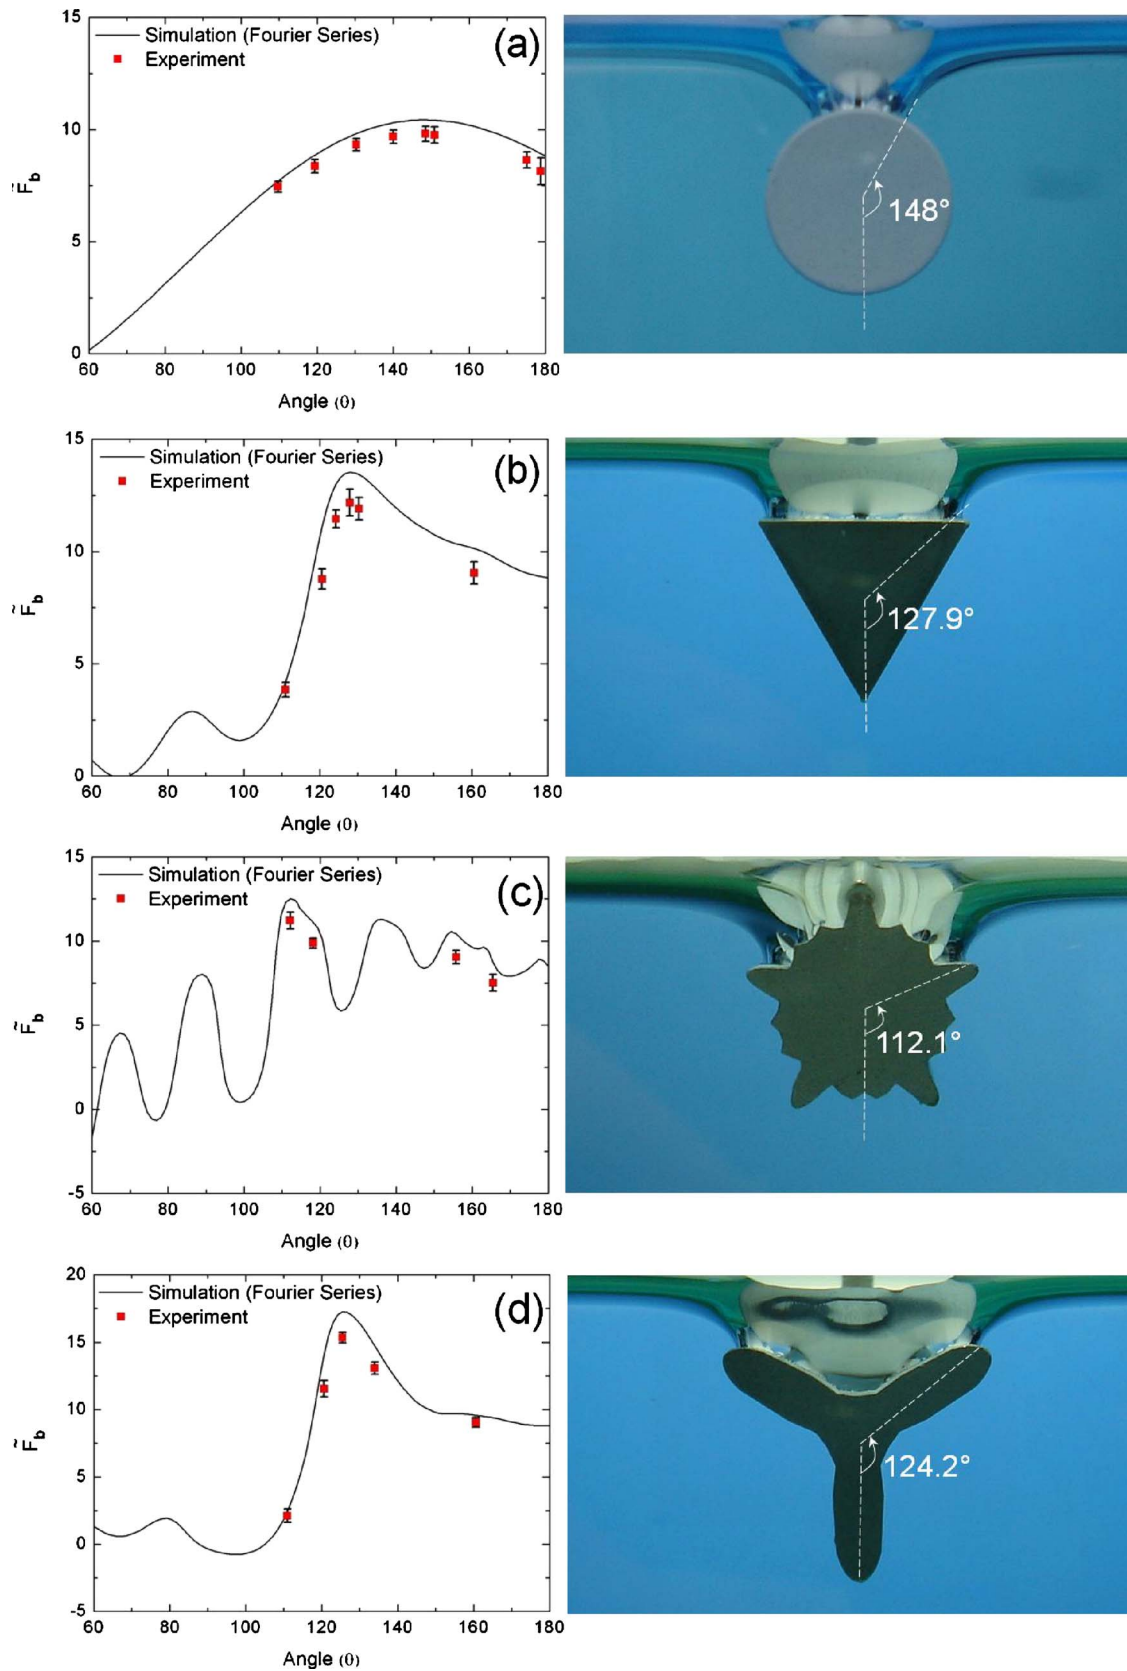 Simulation (Fourier Series)
Experiment
(a)
15
10
5
0
F̃b
60 80 100 120 140 160 180
Angle (θ)
148°
Simulation (Fourier Series)
Experiment
(b)
15
10
5
0
F̃b
60 80 100 120 140 160 180
Angle (θ)
127.9°
Simulation (Fourier Series)
Experiment
(c)
15
10
5
0
-5
F̃b
60 80 100 120 140 160 180
Angle (θ)
112.1°
Simulation (Fourier Series)
Experiment
(d)
20
15
10
5
0
-5
F̃b
60 80 100 120 140 160 180
Angle (θ)
124.2°